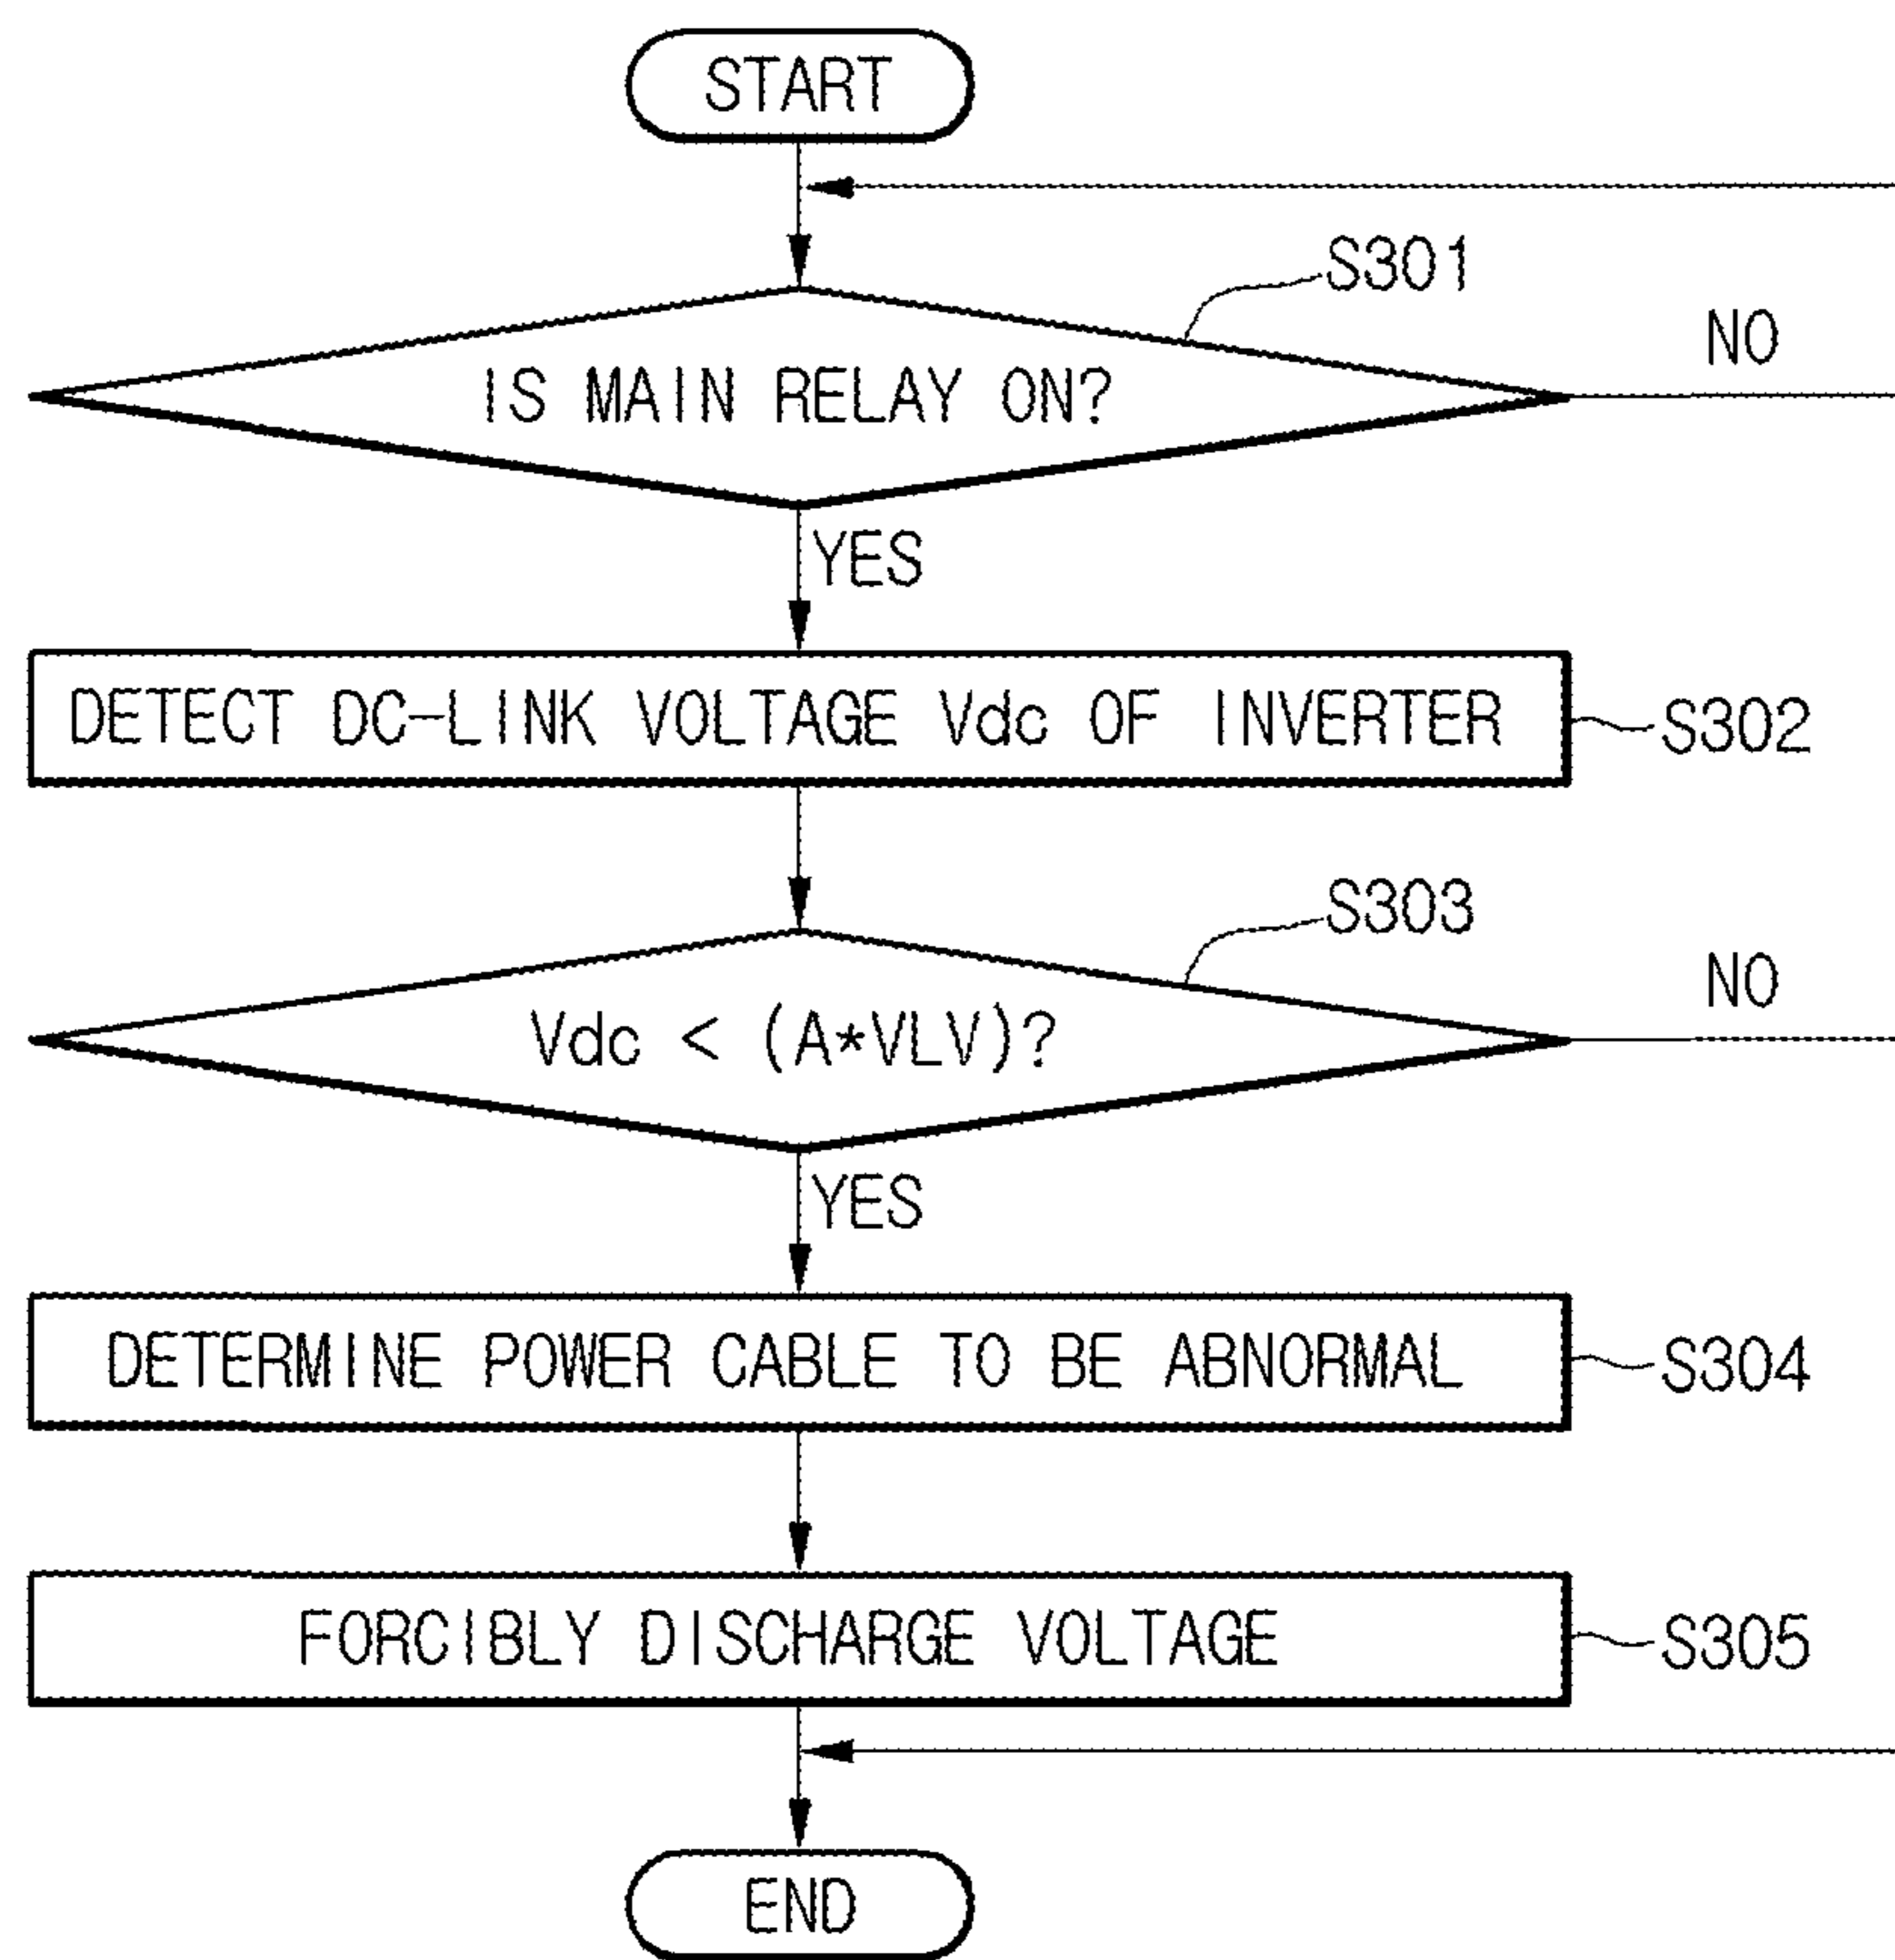 START
S301
IS MAIN RELAY ON?
NO
YES
DETECT DC-LINK VOLTAGE Vdc OF INVERTER
S302
S303
Vdc < (A*VLV)?
NO
YES
DETERMINE POWER CABLE TO BE ABNORMAL
S304
FORCIBLY DISCHARGE VOLTAGE
S305
END